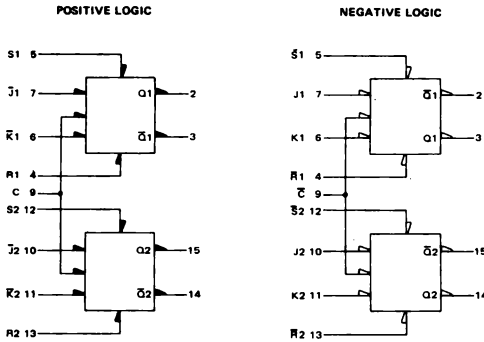 POSITIVE LOGIC
S1 5
J̅1 7
K̅1 6
R1 4
C 9
S2 12
J̅2 10
K̅2 11
R2 13
Q1
Q̅1
2
3
Q2
Q̅2
15
14
NEGATIVE LOGIC
S̅1 5
J1 7
K1 6
R̅1 4
C̅ 9
S̅2 12
J2 10
K2 11
R̅2 13
Q̅1
Q1
2
3
Q̅2
Q2
15
14